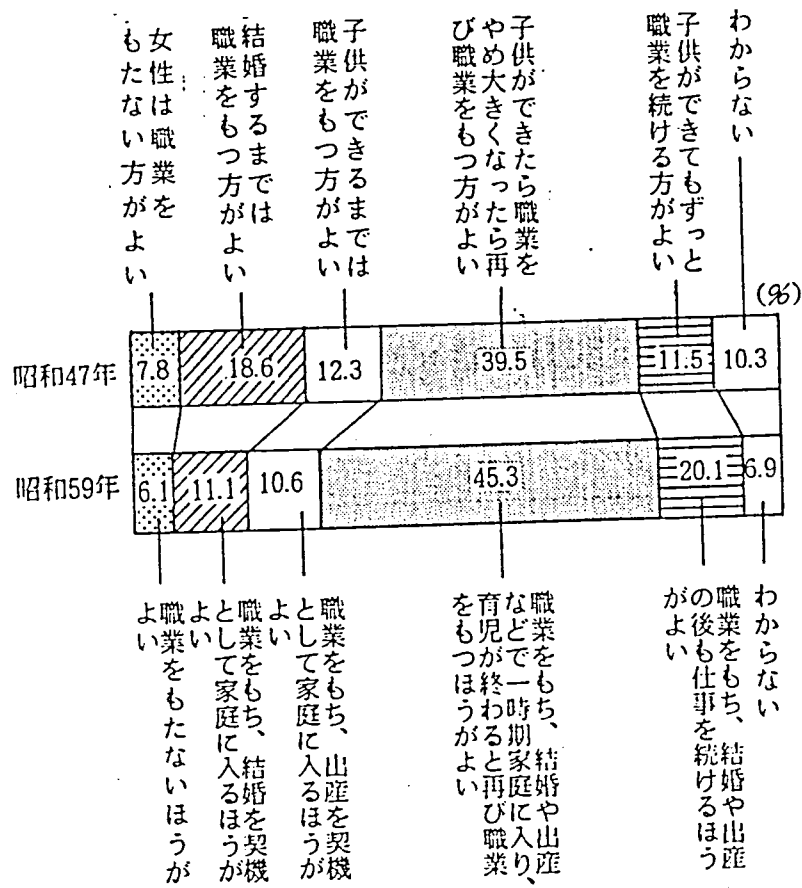 わからない
子供ができてもずっと
職業を続ける方がよい
子供ができたら職業を
やめ大きくなったら再
び職業をもつ方がよい
子供ができるまでは
職業をもつ方がよい
結婚するまでは
職業をもつ方がよい
女性は職業を
もたない方がよい
(%)
昭和47年 7.8 18.6 12.3 39.5 11.5 10.3
昭和59年 6.1 11.1 10.6 45.3 20.1 6.9
わからない
職業をもち、結婚や出産
の後も仕事を続けるほう
がよい
職業をもち、結婚や出産
などで一時期家庭に入り、
育児が終わると再び職業
をもつほうがよい
職業をもち、出産を契機
として家庭に入るほうが
よい
職業をもち、結婚を契機
として家庭に入るほうが
よい
職業をもたないほうが
よい